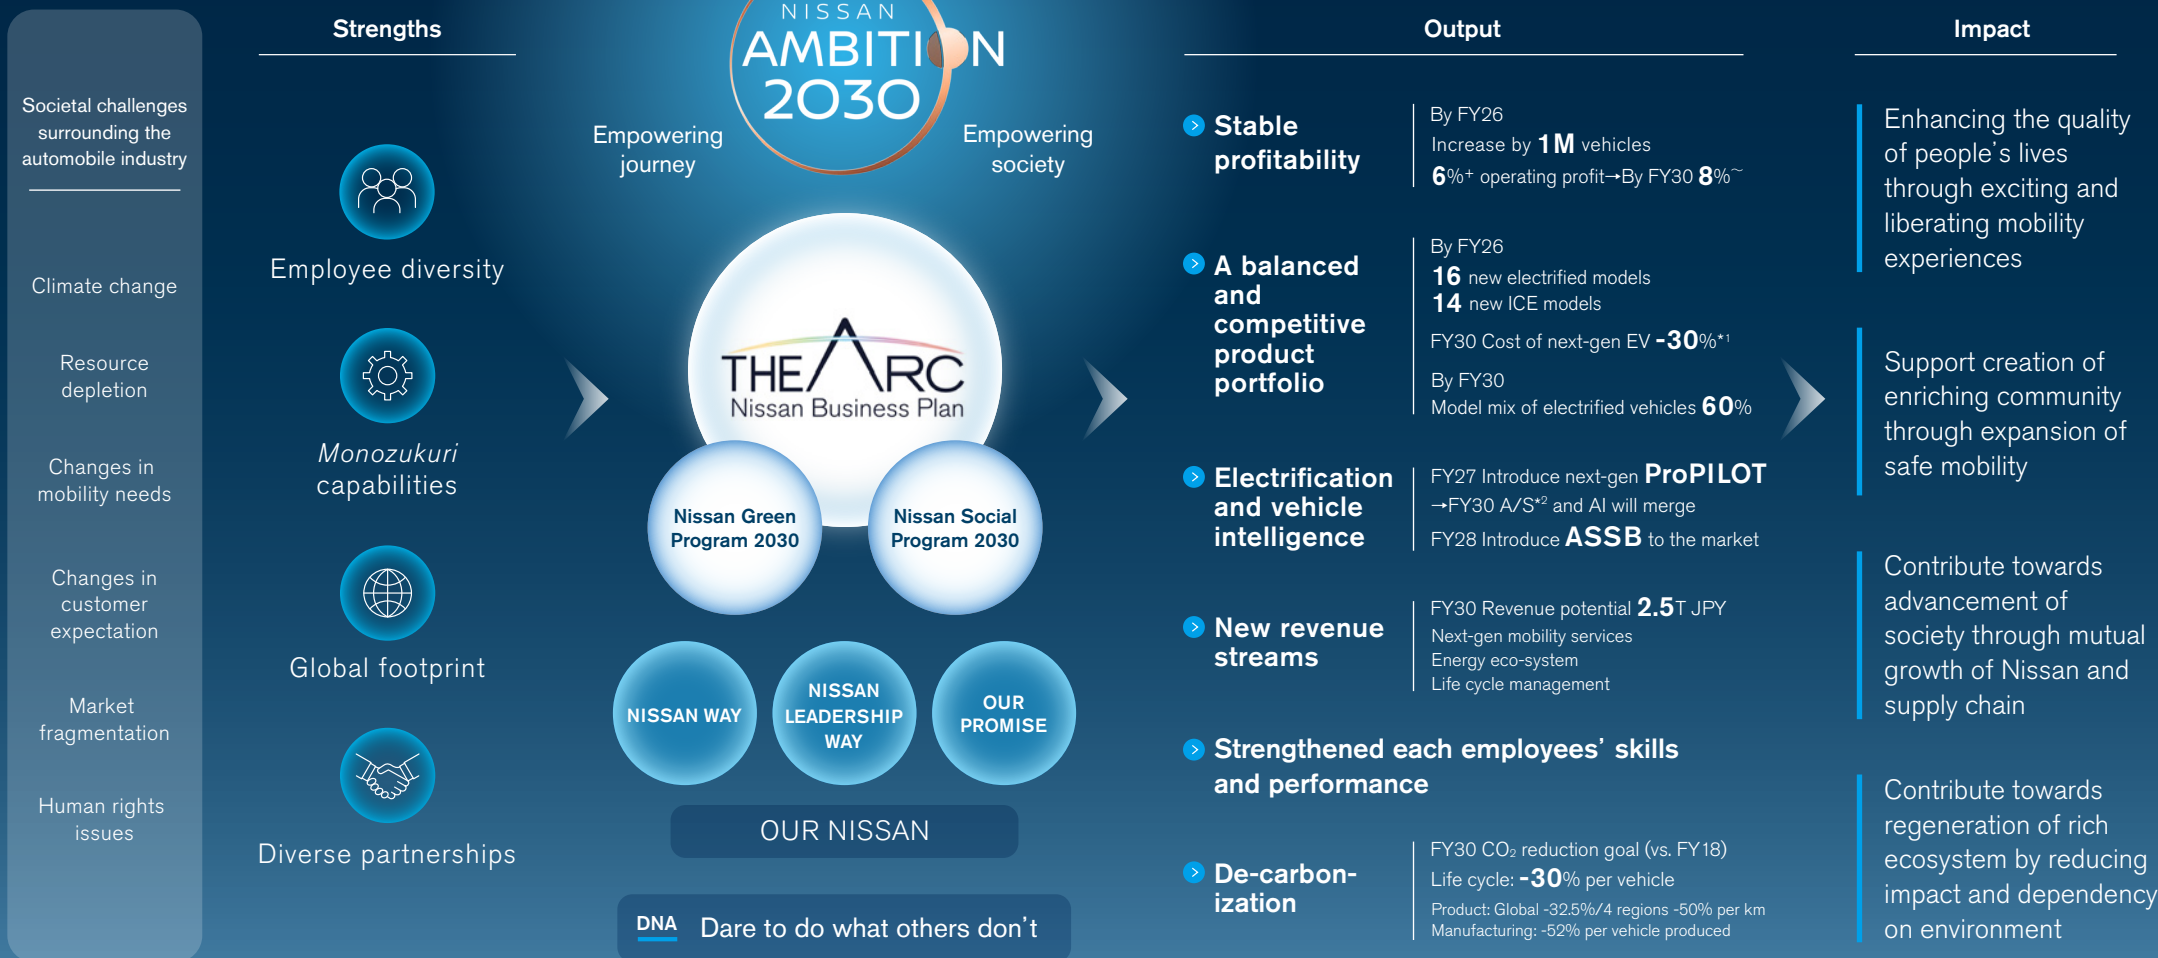 Societal challenges
surrounding the
automobile industry
Climate change
Resource
depletion
Changes in
mobility needs
Changes in
customer
expectation
Market
fragmentation
Human rights
issues
Strengths
Employee diversity
Monozukuri
capabilities
Global footprint
Diverse partnerships
NISSAN
AMBITION
2030
Empowering
journey
Empowering
society
THE ARC
Nissan Business Plan
Nissan Green
Program 2030
Nissan Social
Program 2030
NISSAN WAY
NISSAN
LEADERSHIP
WAY
OUR
PROMISE
OUR NISSAN
DNA Dare to do what others don't
Output
Stable
profitability
By FY26
Increase by 1M vehicles
6%+ operating profit→By FY30 8%~
A balanced
and
competitive
product
portfolio
By FY26
16 new electrified models
14 new ICE models
FY30 Cost of next-gen EV -30%*1
By FY30
Model mix of electrified vehicles 60%
Electrification
and vehicle
intelligence
FY27 Introduce next-gen ProPILOT
→FY30 A/S*2 and AI will merge
FY28 Introduce ASSB to the market
New revenue
streams
FY30 Revenue potential 2.5T JPY
Next-gen mobility services
Energy eco-system
Life cycle management
Strengthened each employees' skills
and performance
De-carbon-
ization
FY30 CO₂ reduction goal (vs. FY18)
Life cycle: -30% per vehicle
Product: Global -32.5%/4 regions -50% per km
Manufacturing: -52% per vehicle produced
Impact
Enhancing the quality
of people's lives
through exciting and
liberating mobility
experiences
Support creation of
enriching community
through expansion of
safe mobility
Contribute towards
advancement of
society through mutual
growth of Nissan and
supply chain
Contribute towards
regeneration of rich
ecosystem by reducing
impact and dependency
on environment